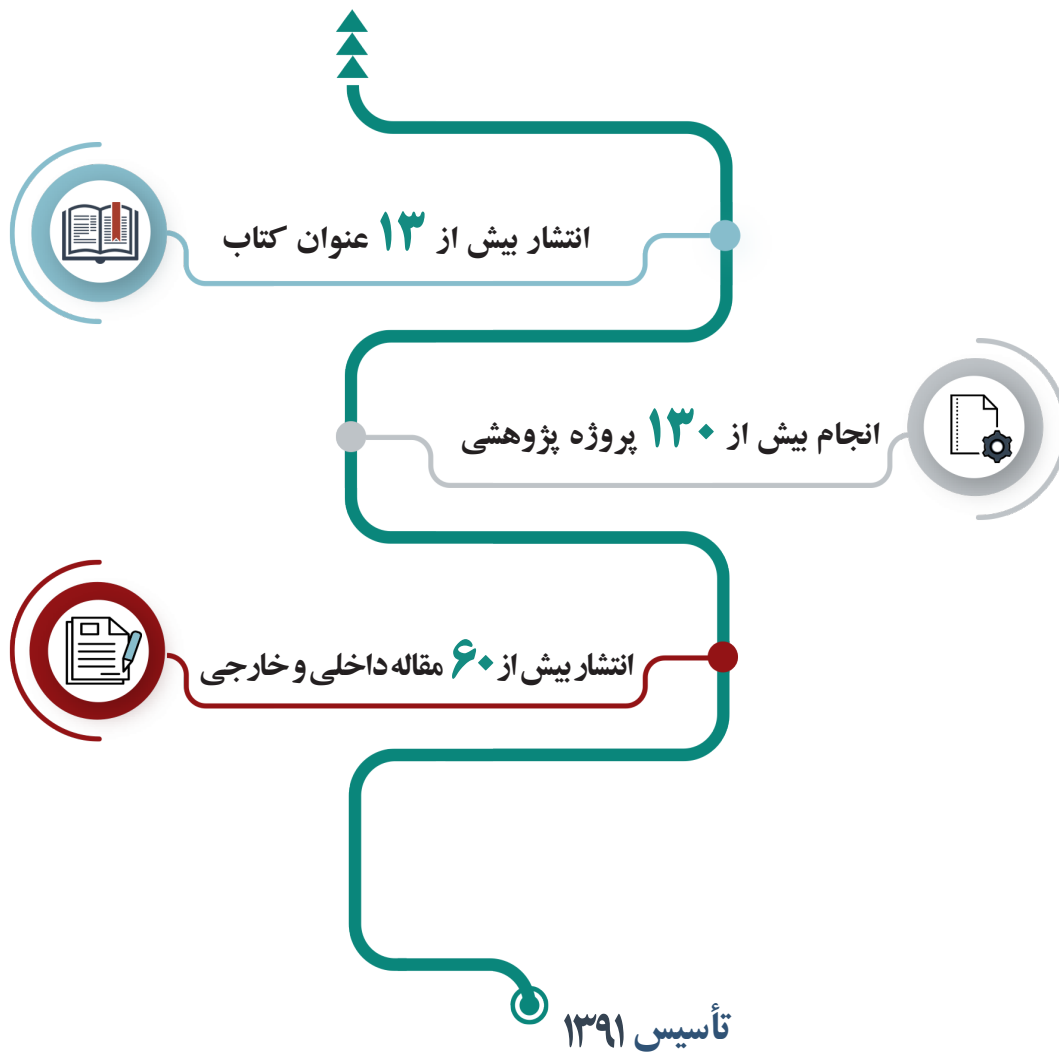 انتشار بیش از ۱۳ عنوان کتاب
انجام بیش از ۱۳۰ پروژه پژوهشی
انتشار بیش از ۶۰ مقاله داخلی و خارجی
تأسیس ۱۳۹۱